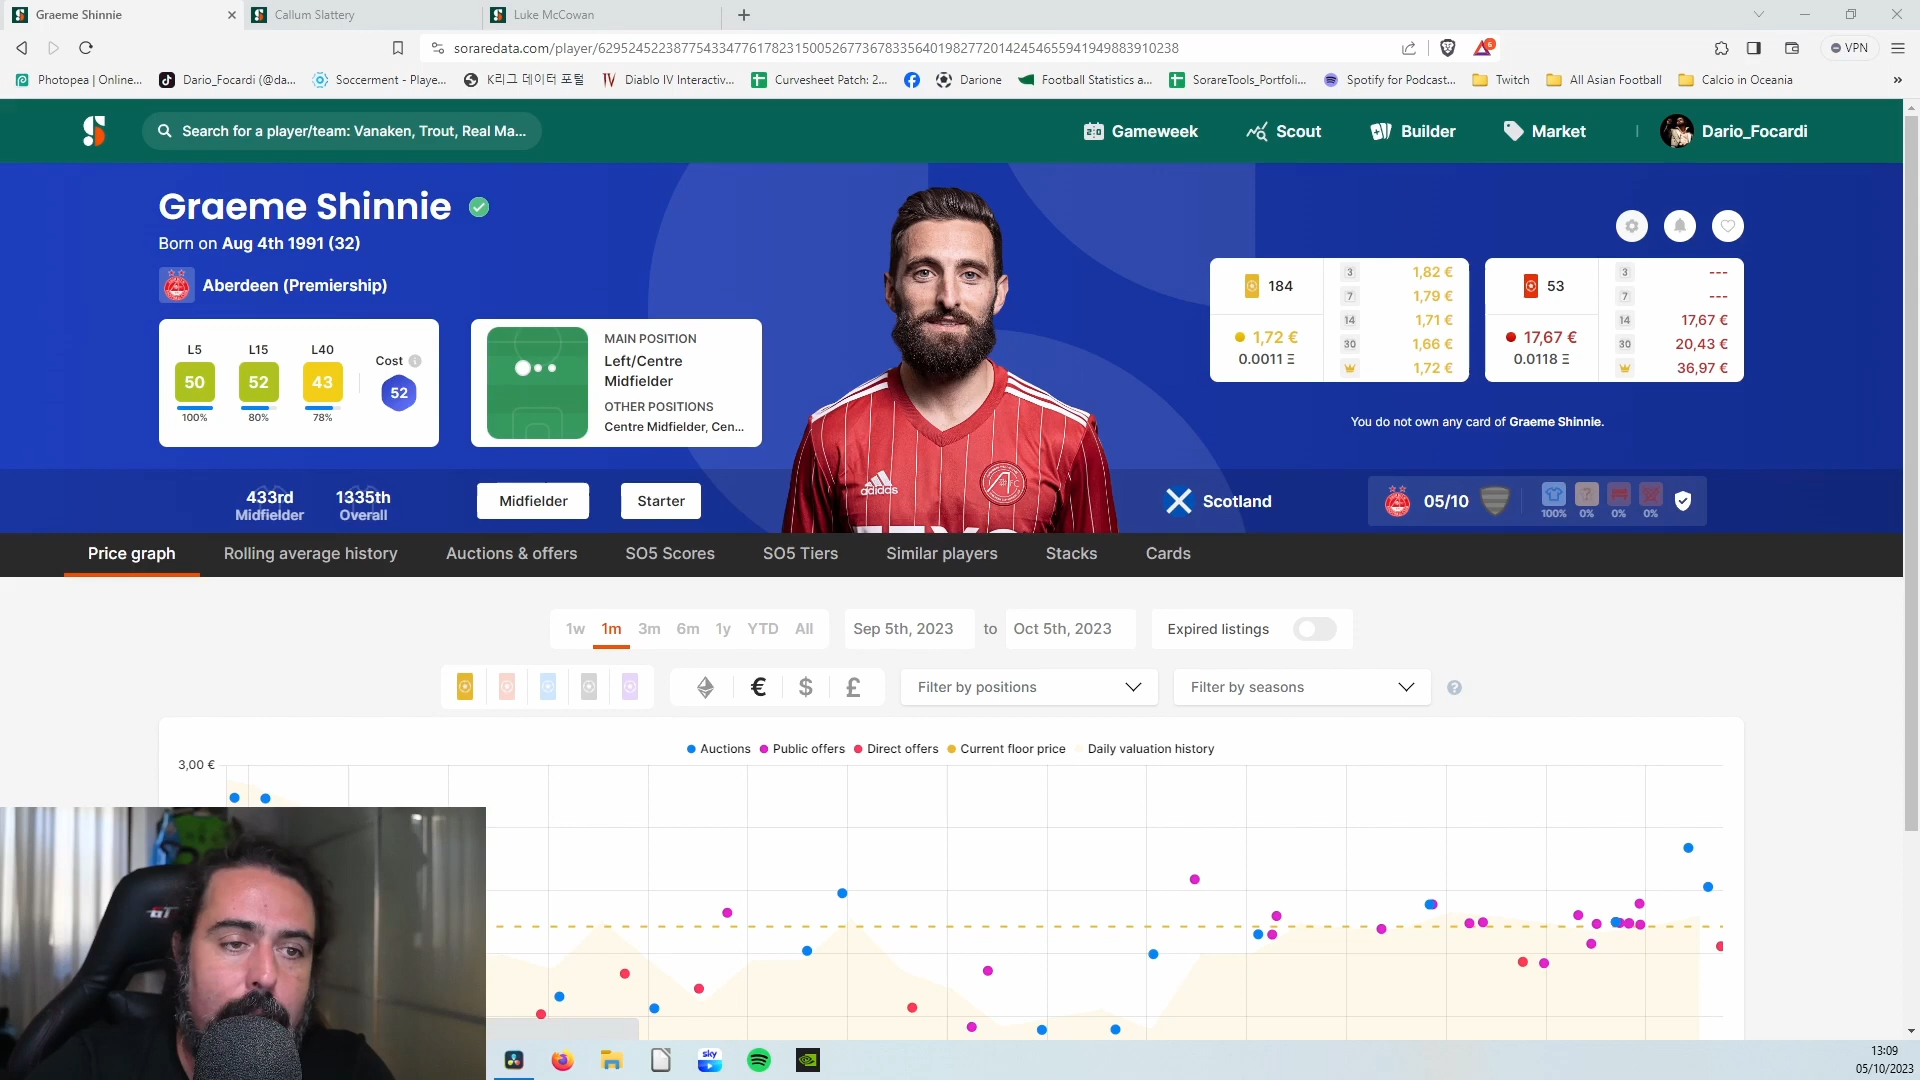 Graeme Shinnie
Callum Slattery
Luke McCowan
soraredata.com/player/62952452238775433477617823150052677367833564019827720142454655941949883910238
6
VPN
Photopea | Online...
Dario_Focardi (@da...
Soccerment - Playe...
K리그 데이터 포털
Diablo IV Interactiv...
Curvesheet Patch: 2...
Darione
Football Statistics a...
SorareTools_Portfoli...
Spotify for Podcast...
Twitch
All Asian Football
Calcio in Oceania
Search for a player/team: Vanaken, Trout, Real Ma...
Gameweek
Scout
Builder
Market
Dario_Focardi
Graeme Shinnie
Born on Aug 4th 1991 (32)
Aberdeen (Premiership)
L5
L15
L40
Cost
50
52
43
52
100%
80%
78%
MAIN POSITION
Left/Centre
Midfielder
OTHER POSITIONS
Centre Midfielder, Cen...
184
1,72 €
0.0011 Ξ
3 1,82 €
7 1,79 €
14 1,71 €
30 1,66 €
1,72 €
53
17,67 €
0.0118 Ξ
3 ---
7 ---
14 17,67 €
30 20,43 €
36,97 €
You do not own any card of Graeme Shinnie.
adidas
433rd
Midfielder
1335th
Overall
Midfielder
Starter
Scotland
05/10
100%
0%
0%
0%
Price graph
Rolling average history
Auctions & offers
SO5 Scores
SO5 Tiers
Similar players
Stacks
Cards
1w 1m 3m 6m 1y YTD All
Sep 5th, 2023 to Oct 5th, 2023
Expired listings
€ $ £
Filter by positions
Filter by seasons
Auctions
Public offers
Direct offers
Current floor price
Daily valuation history
3,00 €
GT
sky
13:09
05/10/2023